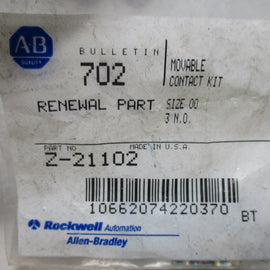 AB
QUALITY
BULLETIN
702
MOVABLE
CONTACT KIT
RENEWAL PART
SIZE 00
3 N.O.
PART NO
MADE IN U.S.A.
Z-21102
10662074220370 BT
Rockwell Automation
Allen-Bradley